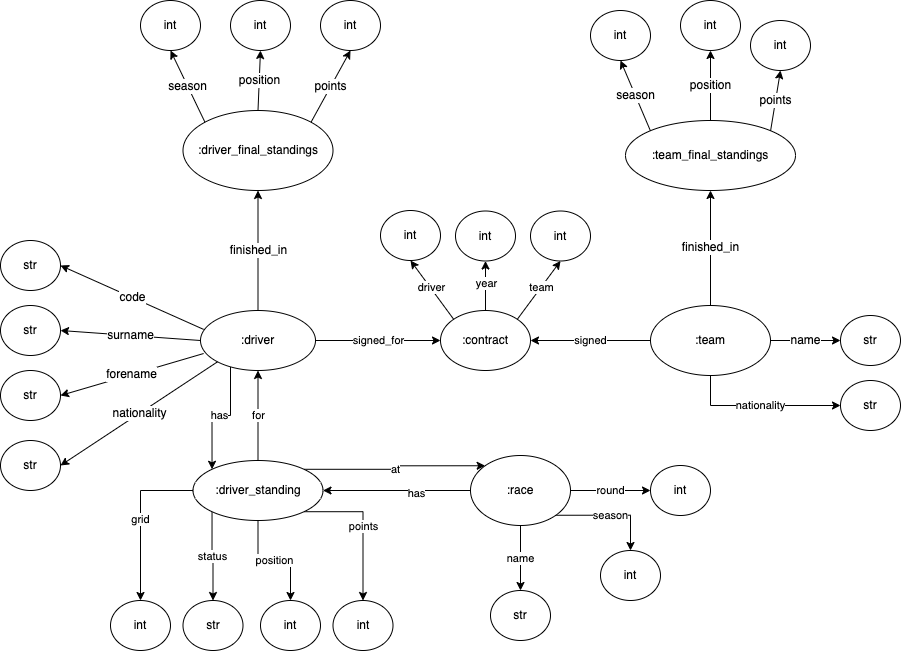 int
int
int
int
int
int
season
position
points
season
position
points
:driver_final_standings
:team_final_standings
int
int
int
finished_in
finished_in
str
driver
year
team
code
str
surname
:driver
signed_for
:contract
signed
:team
name
str
forename
str
nationality
nationality
str
has
for
str
at
:driver_standing
has
:race
round
int
grid
points
season
status
position
name
int
int
str
int
int
str